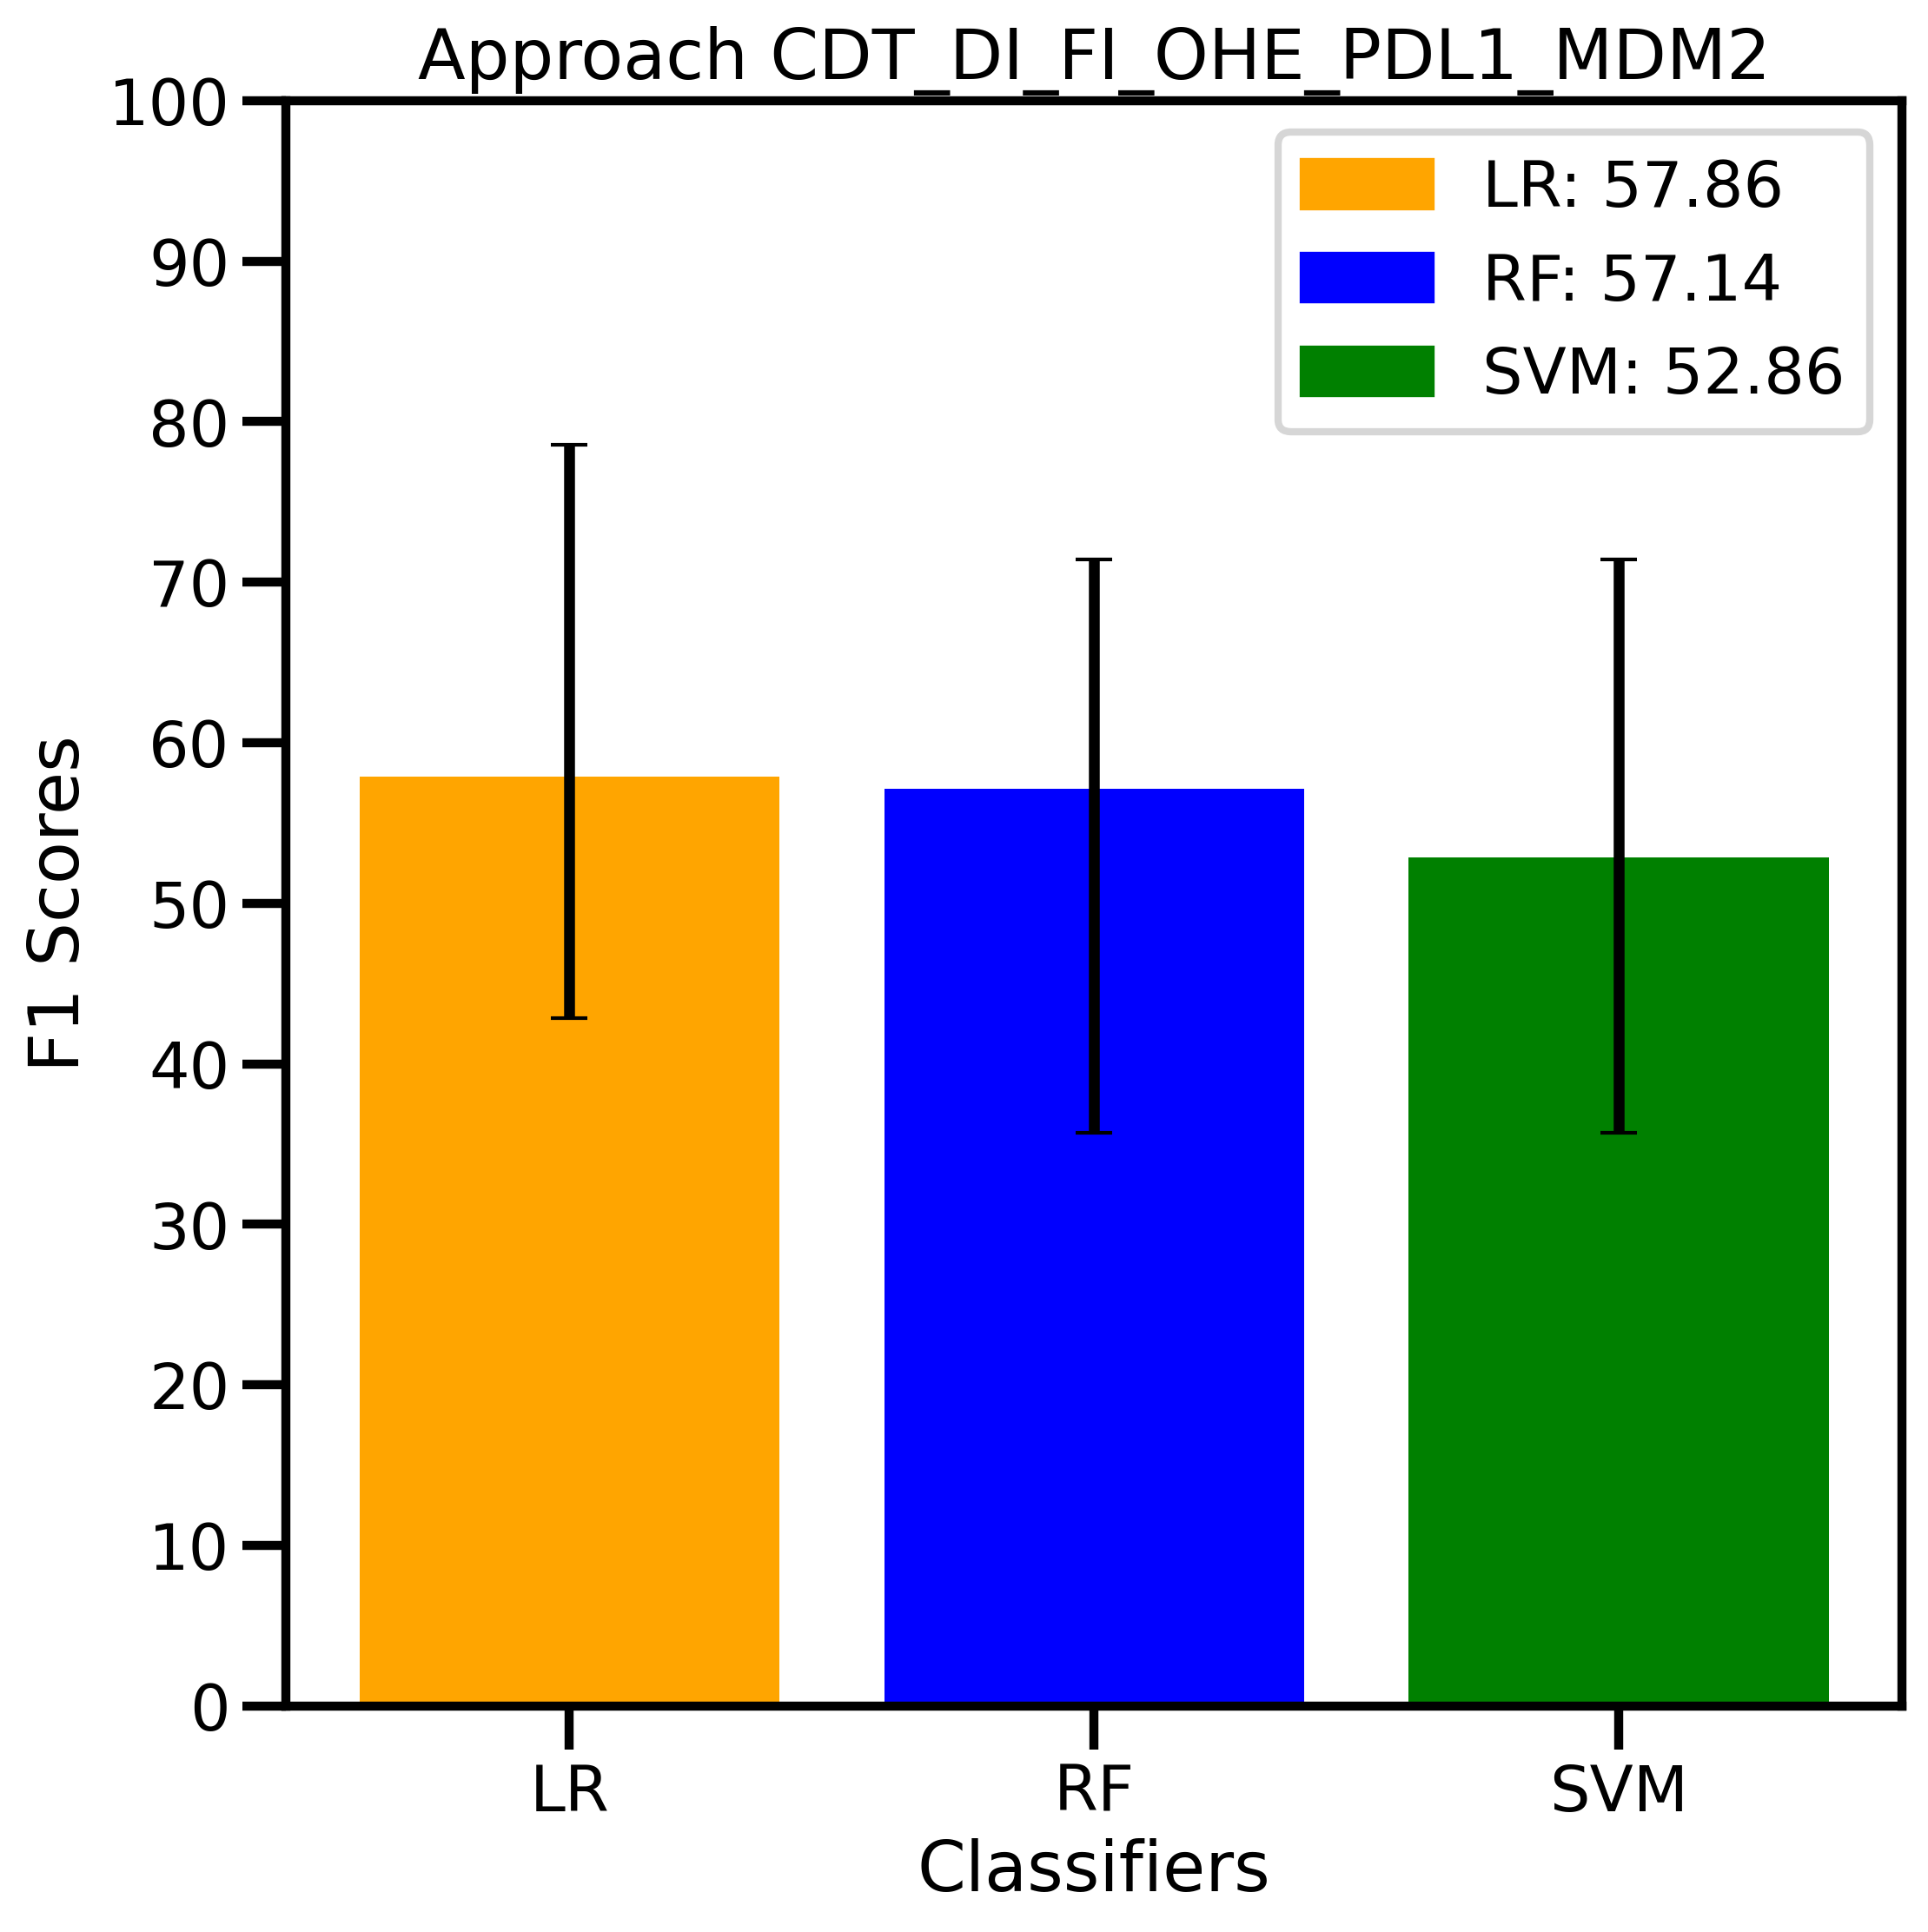 Approach CDT_DI_FI_OHE_PDL1_MDM2
100
90
80
70
60
50
40
30
20
10
0
F1 Scores
LR: 57.86
RF: 57.14
SVM: 52.86
LR
RF
SVM
Classifiers